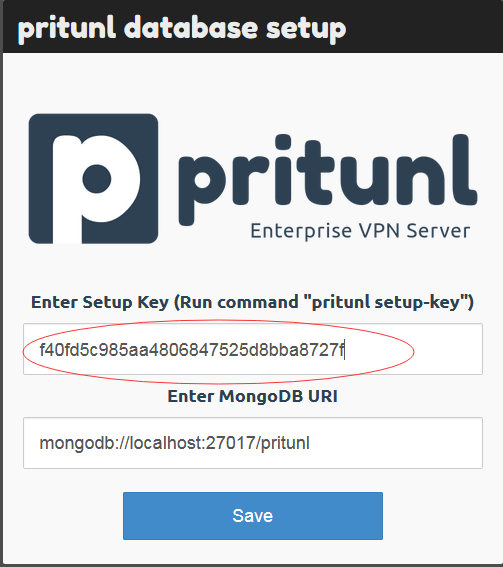 pritunl database setup
p pritunl
Enterprise VPN Server
Enter Setup Key (Run command "pritunl setup-key")
f40fd5c985aa4806847525d8bba8727f
Enter MongoDB URI
mongodb://localhost:27017/pritunl
Save